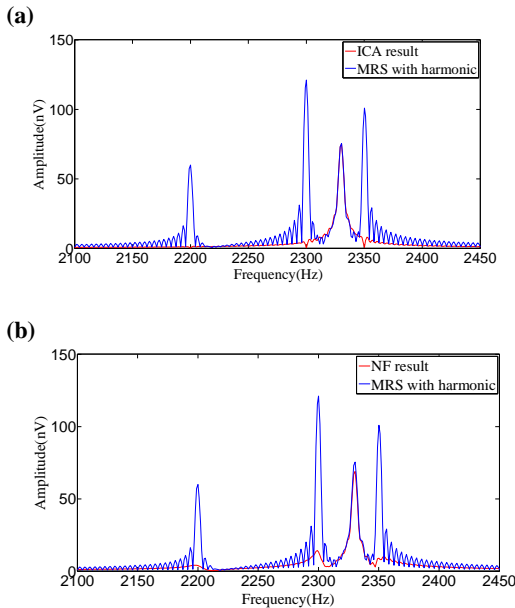 (a)
150
100
50
0
Amplitude(nV)
ICA result
MRS with harmonic
2100 2150 2200 2250 2300 2350 2400 2450
Frequency(Hz)
(b)
150
100
50
0
Amplitude(nV)
NF result
MRS with harmonic
2100 2150 2200 2250 2300 2350 2400 2450
Frequency(Hz)